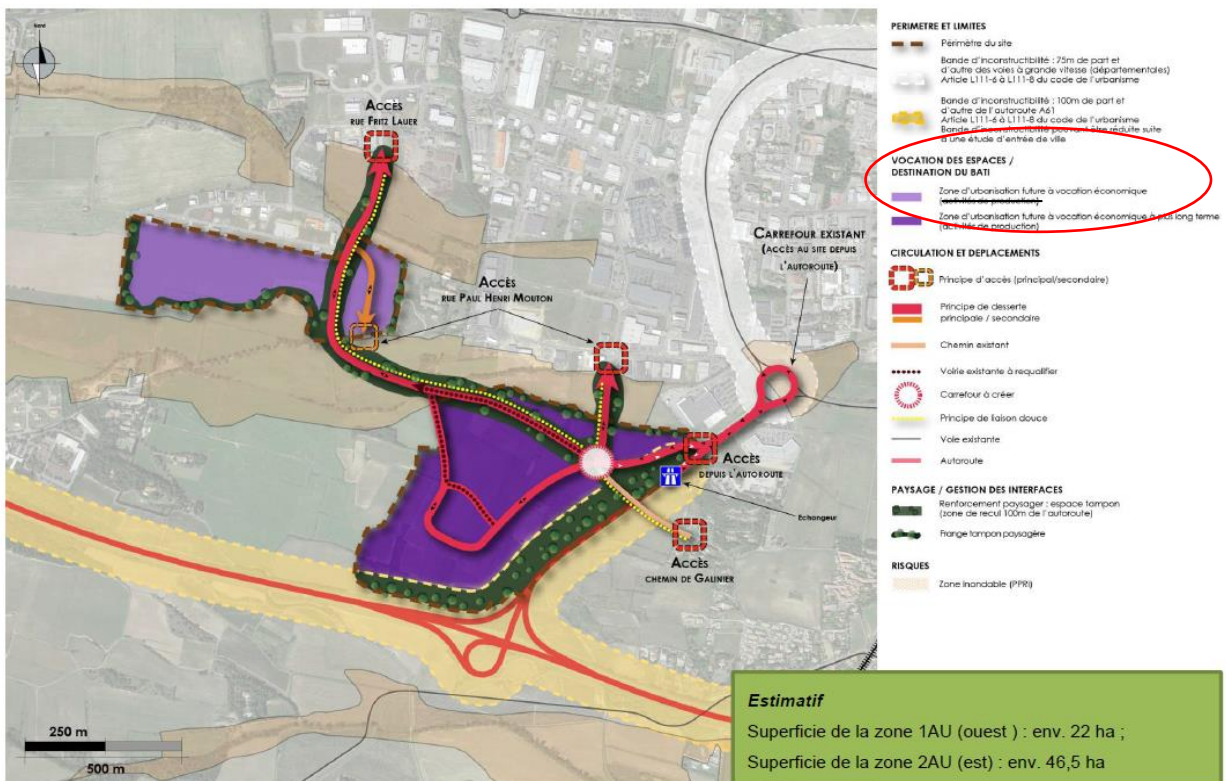 Nord
ACCÈS
RUE FRITZ LAUER
ACCÈS
RUE PAUL HENRI MOUTON
CARREFOUR EXISTANT
(ACCÈS AU SITE DEPUIS
L'AUTOROUTE)
ACCÈS
DEPUIS L'AUTOROUTE
Echangeur
ACCÈS
CHEMIN DE GALINIER
250 m
500 m
PERIMETRE ET LIMITES
Périmètre du site
Bande d'inconstructibilité : 75m de part et
d'autre des voies à grande vitesse (départementales)
Article L111-6 à L111-8 du code de l'urbanisme
Bande d'inconstructibilité : 100m de part et
d'autre de l'autoroute A61
Article L111-6 à L111-8 du code de l'urbanisme
Bande d'inconstructibilité pouvant être réduite suite
à une étude d'entrée de ville
VOCATION DES ESPACES /
DESTINATION DU BATI
Zone d'urbanisation future à vocation économique
(activités de production)
Zone d'urbanisation future à vocation économique à plus long terme
(activités de production)
CIRCULATION ET DEPLACEMENTS
Principe d'accès (principal/secondaire)
Principe de desserte
principale / secondaire
Chemin existant
Voirie existante à requalifier
Carrefour à créer
Principe de liaison douce
Voie existante
Autoroute
PAYSAGE / GESTION DES INTERFACES
Renforcement paysager : espace tampon
(zone de recul 100m de l'autoroute)
Frange tampon paysagère
RISQUES
Zone inondable (PPRI)
Estimatif
Superficie de la zone 1AU (ouest ) : env. 22 ha ;
Superficie de la zone 2AU (est) : env. 46,5 ha